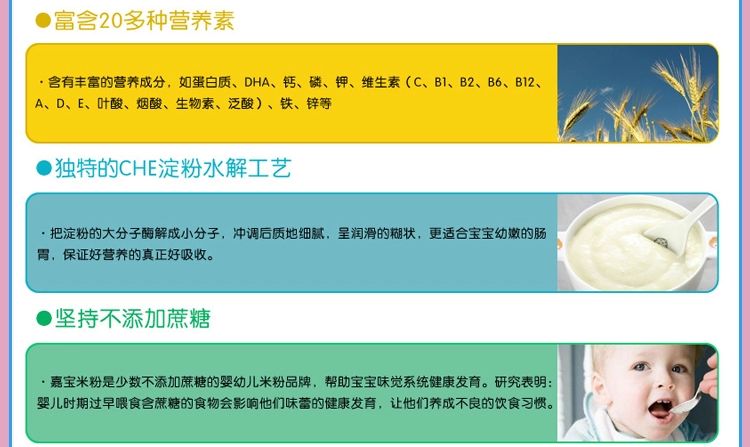 ●富含20多种营养素
·含有丰富的营养成分，如蛋白质、DHA、钙、磷、钾、维生素（C、B1、B2、B6、B12、
A、D、E、叶酸、烟酸、生物素、泛酸）、铁、锌等
●独特的CHE淀粉水解工艺
·把淀粉的大分子酶解成小分子，冲调后质地细腻，呈润滑的糊状，更适合宝宝幼嫩的肠
胃，保证好营养的真正好吸收。
●坚持不添加蔗糖
·嘉宝米粉是少数不添加蔗糖的婴幼儿米粉品牌，帮助宝宝味觉系统健康发育。研究表明：
婴儿时期过早喂食含蔗糖的食物会影响他们味蕾的健康发育，让他们养成不良的饮食习惯。